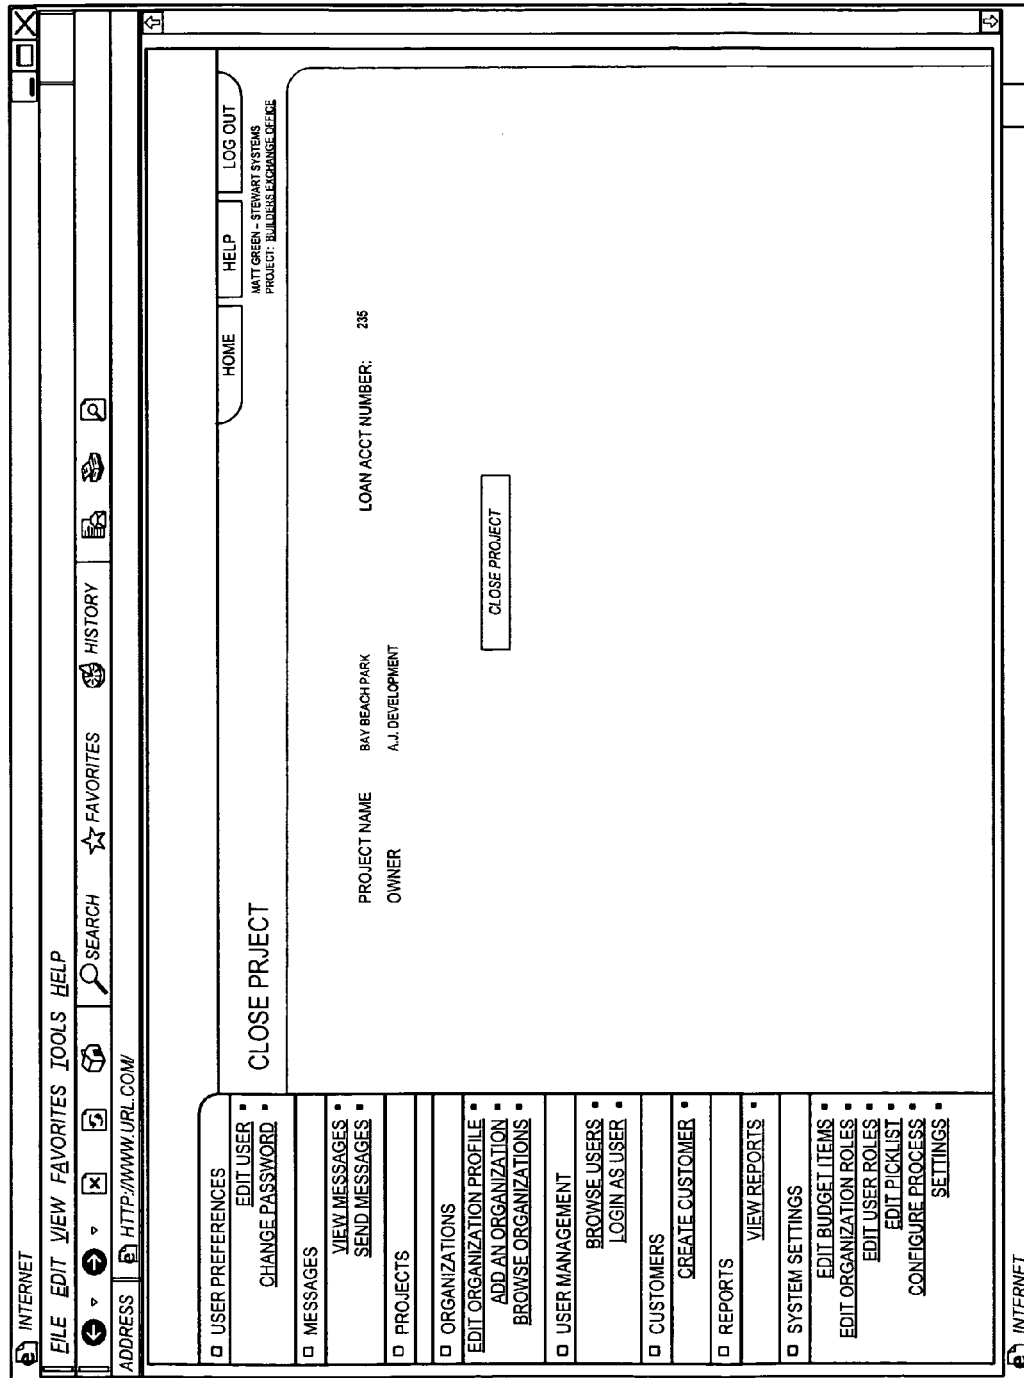 INTERNET
FILE EDIT VIEW FAVORITES TOOLS HELP
SEARCH FAVORITES HISTORY
ADDRESS HTTP://WWW.URL.COM/
HOME HELP LOG OUT
MATT GREEN – STEWART SYSTEMS
PROJECT: BUILDERS EXCHANGE OFFICE
CLOSE PRJECT
USER PREFERENCES
EDIT USER
CHANGE PASSWORD
MESSAGES
VIEW MESSAGES
SEND MESSAGES
PROJECTS
ORGANIZATIONS
EDIT ORGANIZATION PROFILE
ADD AN ORGANIZATION
BROWSE ORGANIZATIONS
USER MANAGEMENT
BROWSE USERS
LOGIN AS USER
CUSTOMERS
CREATE CUSTOMER
REPORTS
VIEW REPORTS
SYSTEM SETTINGS
EDIT BUDGET ITEMS
EDIT ORGANIZATION ROLES
EDIT USER ROLES
EDIT PICKLIST
CONFIGURE PROCESS
SETTINGS
PROJECT NAME BAY BEACH PARK LOAN ACCT NUMBER: 235
OWNER A.J. DEVELOPMENT
CLOSE PROJECT
INTERNET